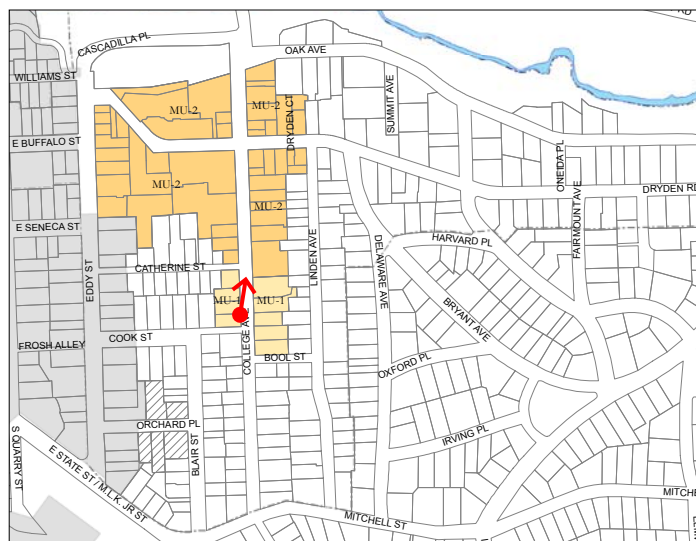 CASCADILLA PL
OAK AVE
WILLIAMS ST
MU-2
MU-2
DRYDEN CT
SUMMIT AVE
E BUFFALO ST
ONEIDA PL
MU-2
DRYDEN RD
MU-2
E SENECA ST
FAIRMOUNT AVE
HARVARD PL
LINDEN AVE
DELAWARE AVE
EDDY ST
CATHERINE ST
MU-1
BRYANT AVE
COOK ST
COLLEGE AVE
FROSH ALLEY
BOOL ST
OXFORD PL
ORCHARD PL
IRVING PL
BLAIR ST
S QUARRY ST
E STATE ST / M.L.K. JR ST
MITCHELL ST